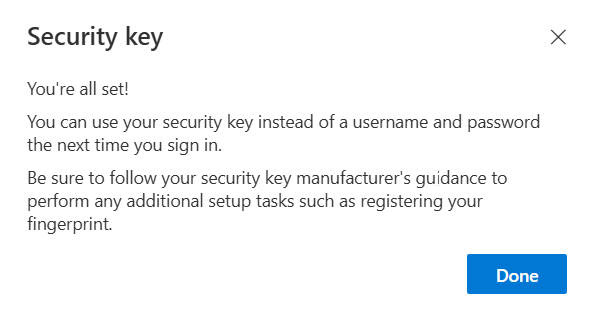 Security key
You're all set!
You can use your security key instead of a username and password
the next time you sign in.
Be sure to follow your security key manufacturer's guidance to
perform any additional setup tasks such as registering your
fingerprint.
Done